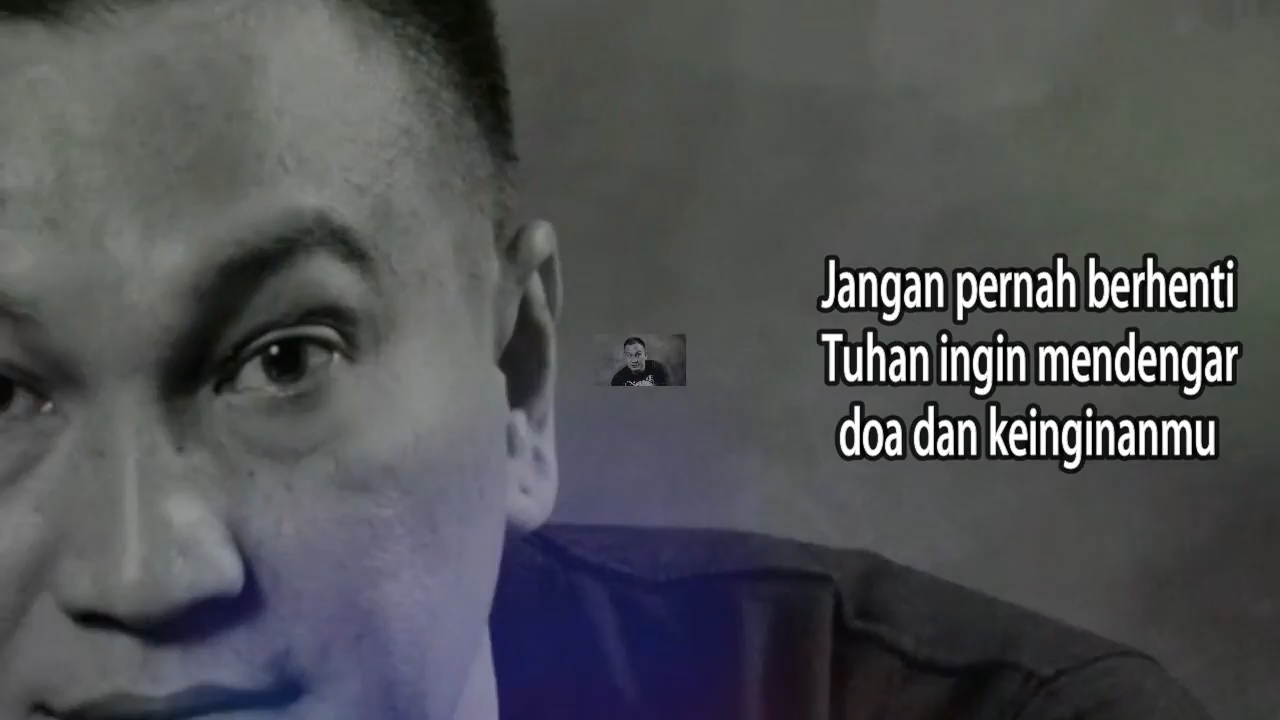 Jangan pernah berhenti
Tuhan ingin mendengar
doa dan keinginanmu